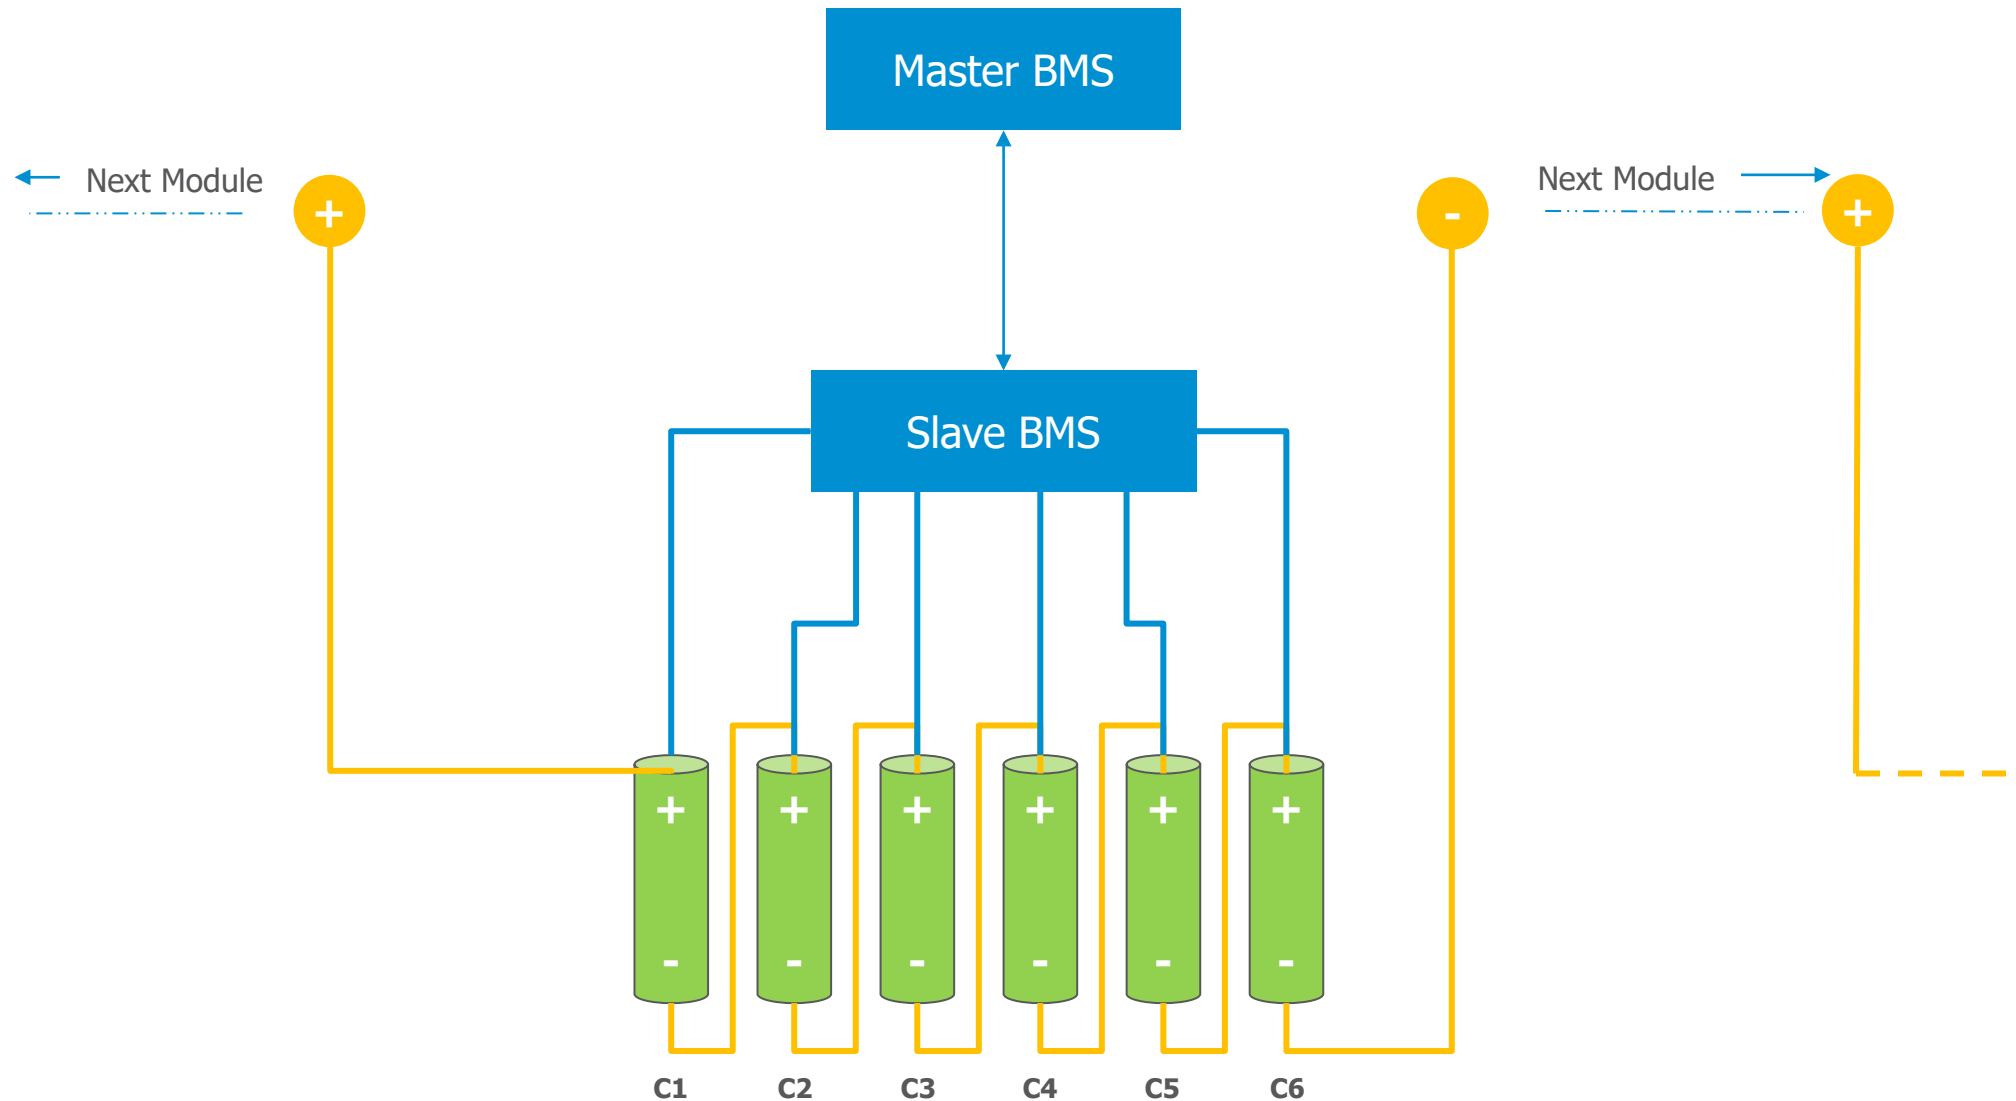 Master BMS
Next Module
Next Module
+
-
+
Slave BMS
+ + + + + +
- - - - - -
C1 C2 C3 C4 C5 C6